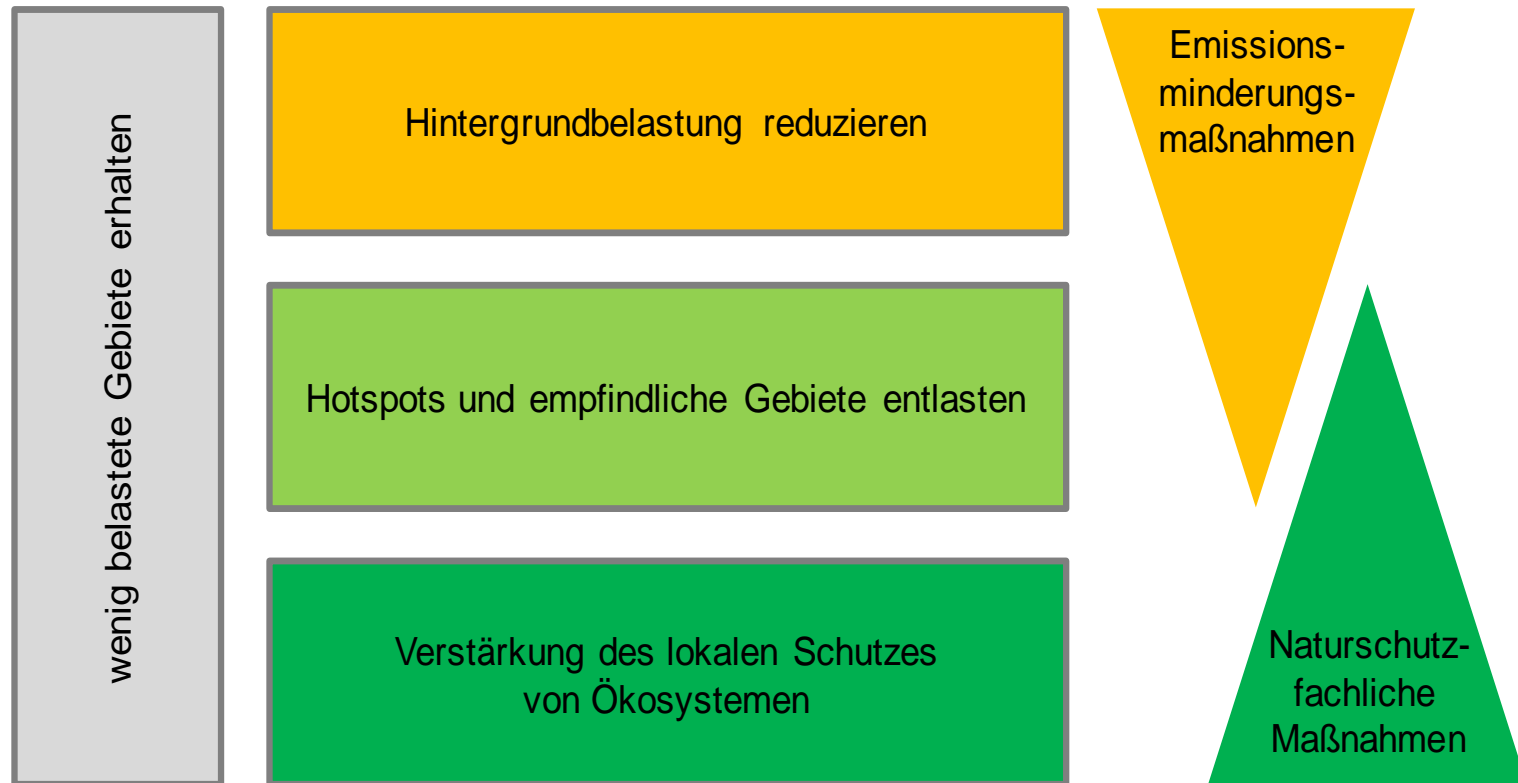 wenig belastete Gebiete erhalten
Hintergrundbelastung reduzieren
Hotspots und empfindliche Gebiete entlasten
Verstärkung des lokalen Schutzes
von Ökosystemen
Emissions-
minderungs-
maßnahmen
Naturschutz-
fachliche
Maßnahmen